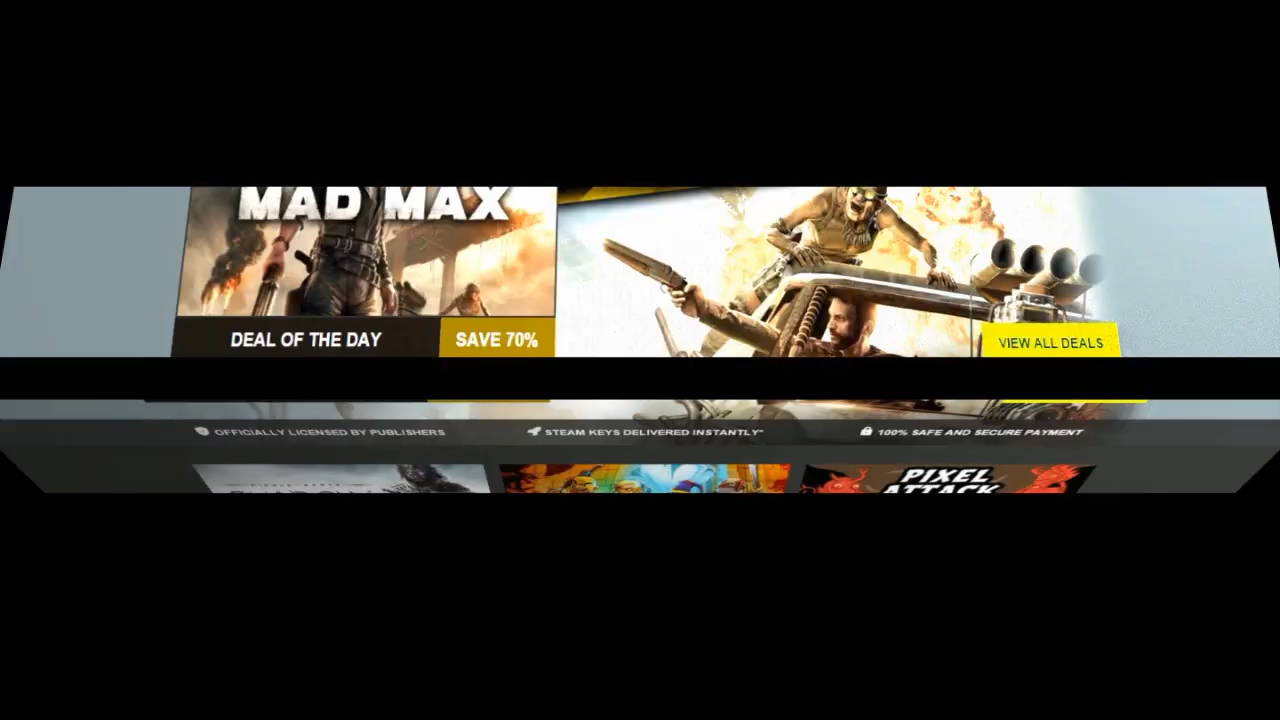 MAD MAX
DEAL OF THE DAY
SAVE 70%
VIEW ALL DEALS
OFFICIALLY LICENSED BY PUBLISHERS
STEAM KEYS DELIVERED INSTANTLY*
100% SAFE AND SECURE PAYMENT
PIXEL
ATTACK